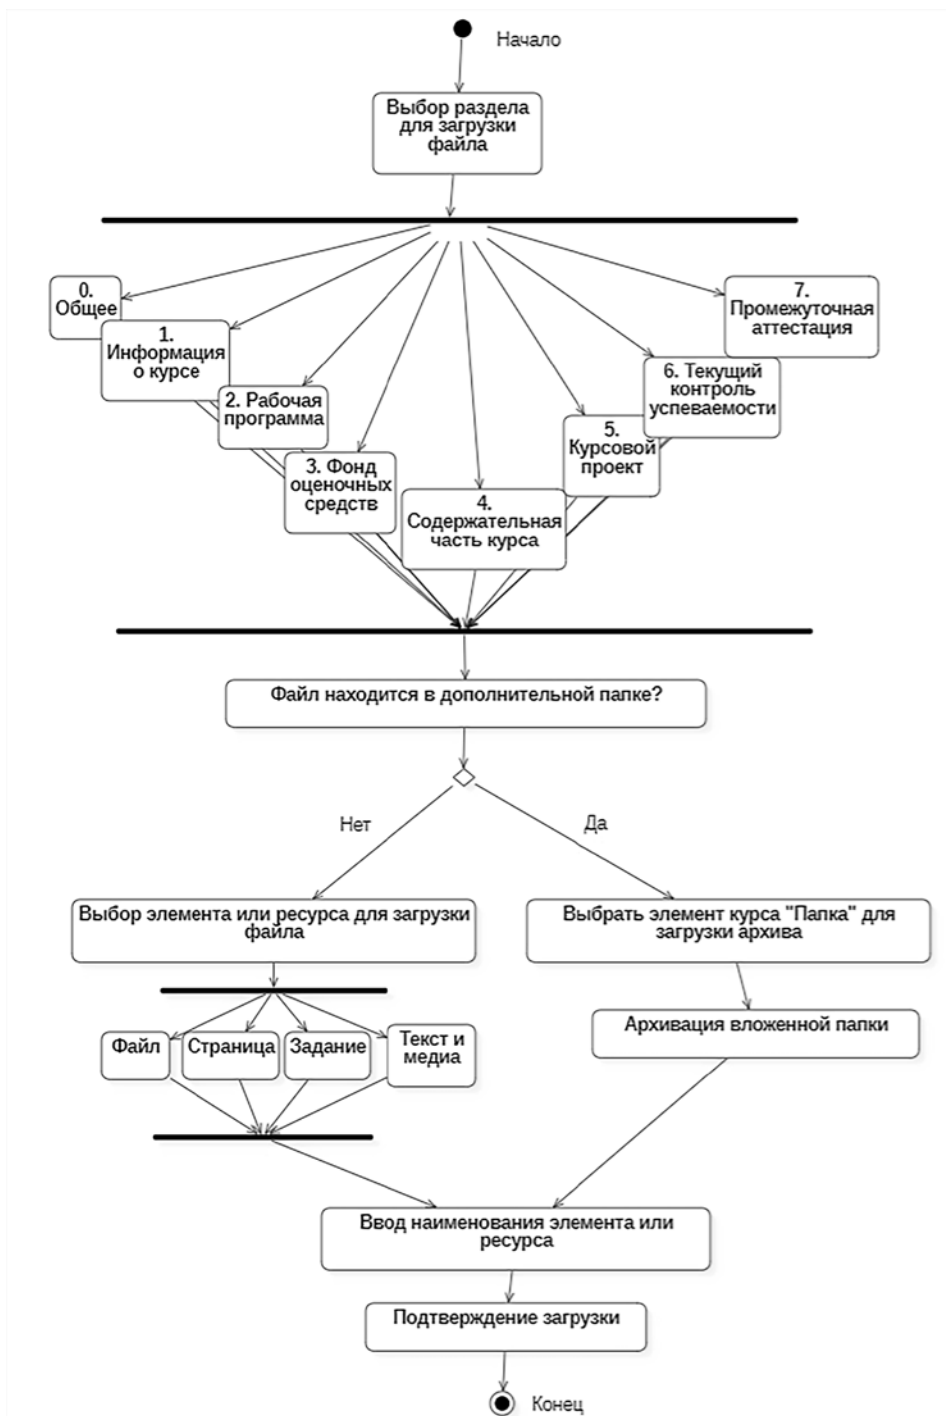 Начало
Выбор раздела
для загрузки
файла
0.
Общее
1.
Информация
о курсе
2. Рабочая
программа
3. Фонд
оценочных
средств
4.
Содержательная
часть курса
5.
Курсовой
проект
6. Текущий
контроль
успеваемости
7.
Промежуточная
аттестация
Файл находится в дополнительной папке?
Нет
Да
Выбор элемента или ресурса для загрузки
файла
Выбрать элемент курса "Папка" для
загрузки архива
Файл
Страница
Задание
Текст и
медиа
Архивация вложенной папки
Ввод наименования элемента или
ресурса
Подтверждение загрузки
Конец